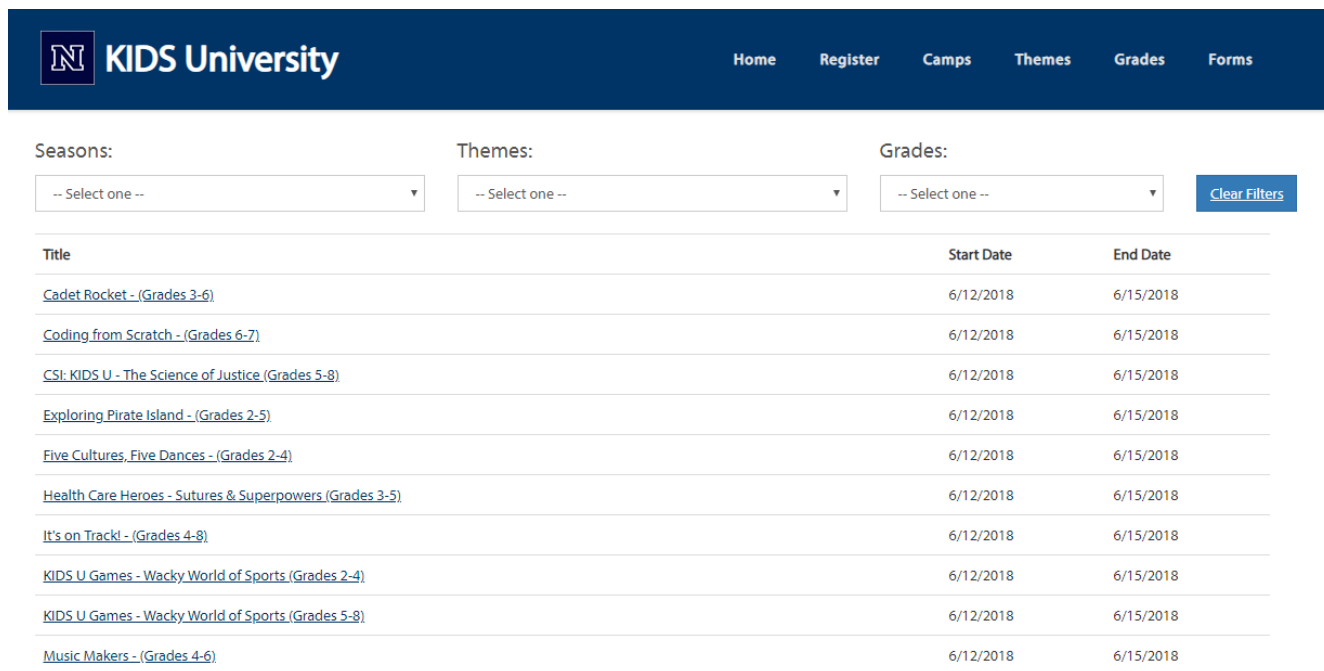 N KIDS University Home Register Camps Themes Grades Forms
Seasons: Themes: Grades:
-- Select one -- -- Select one -- -- Select one -- Clear Filters
Title Start Date End Date
Cadet Rocket - (Grades 3-6) 6/12/2018 6/15/2018
Coding from Scratch - (Grades 6-7) 6/12/2018 6/15/2018
CSI: KIDS U - The Science of Justice (Grades 5-8) 6/12/2018 6/15/2018
Exploring Pirate Island - (Grades 2-5) 6/12/2018 6/15/2018
Five Cultures, Five Dances - (Grades 2-4) 6/12/2018 6/15/2018
Health Care Heroes - Sutures & Superpowers (Grades 3-5) 6/12/2018 6/15/2018
It's on Track! - (Grades 4-8) 6/12/2018 6/15/2018
KIDS U Games - Wacky World of Sports (Grades 2-4) 6/12/2018 6/15/2018
KIDS U Games - Wacky World of Sports (Grades 5-8) 6/12/2018 6/15/2018
Music Makers - (Grades 4-6) 6/12/2018 6/15/2018